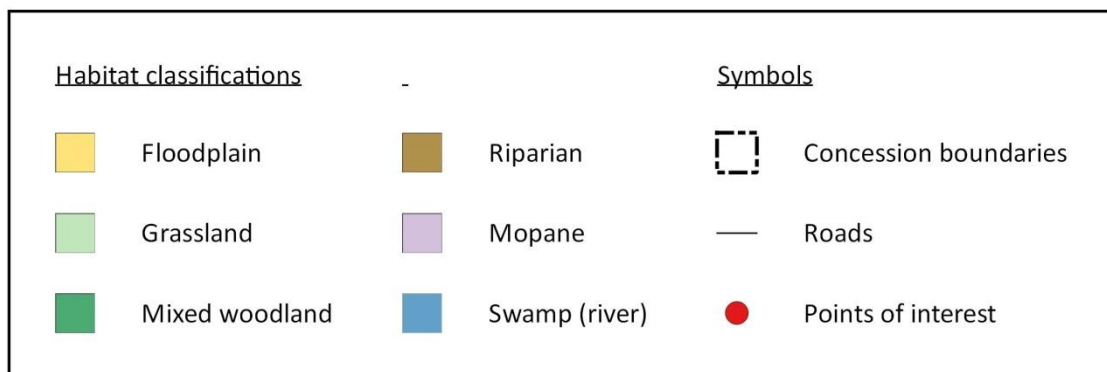 Habitat classifications
Symbols
Floodplain
Riparian
Concession boundaries
Grassland
Mopane
Roads
Mixed woodland
Swamp (river)
Points of interest